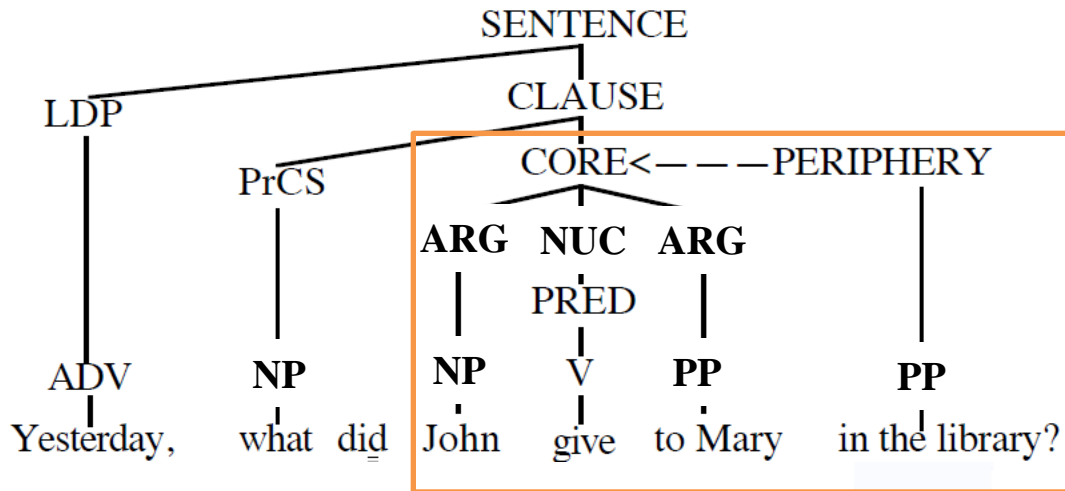 SENTENCE
LDP CLAUSE
PrCS CORE<– – –PERIPHERY
ARG NUC ARG
PRED
ADV NP NP V PP PP
Yesterday, what did John give to Mary in the library?